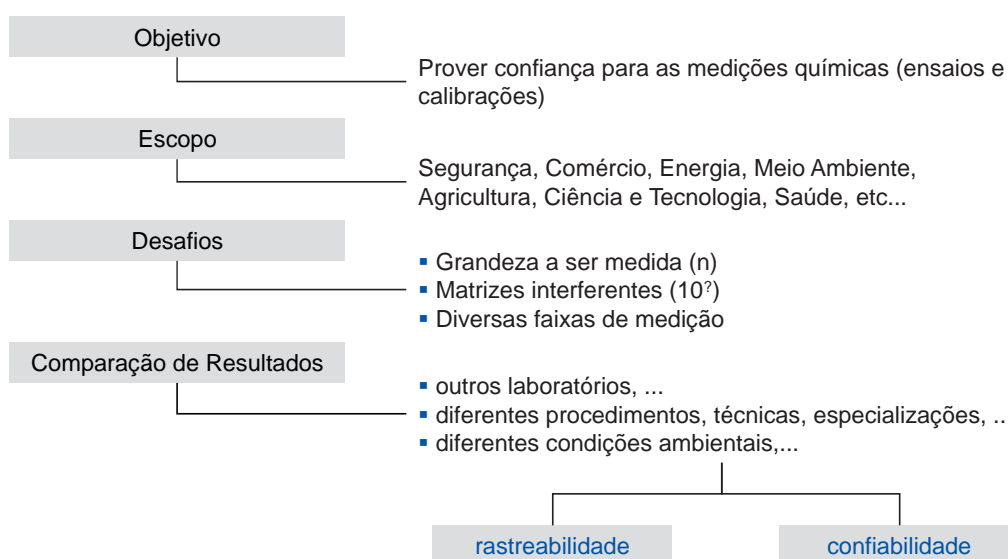 Objetivo
Prover confiança para as medições químicas (ensaios e
calibrações)
Escopo
Segurança, Comércio, Energia, Meio Ambiente,
Agricultura, Ciência e Tecnologia, Saúde, etc...
Desafios
▪ Grandeza a ser medida (n)
▪ Matrizes interferentes (10?)
▪ Diversas faixas de medição
Comparação de Resultados
▪ outros laboratórios, ...
▪ diferentes procedimentos, técnicas, especializações, ..
▪ diferentes condições ambientais,...
rastreabilidade
confiabilidade